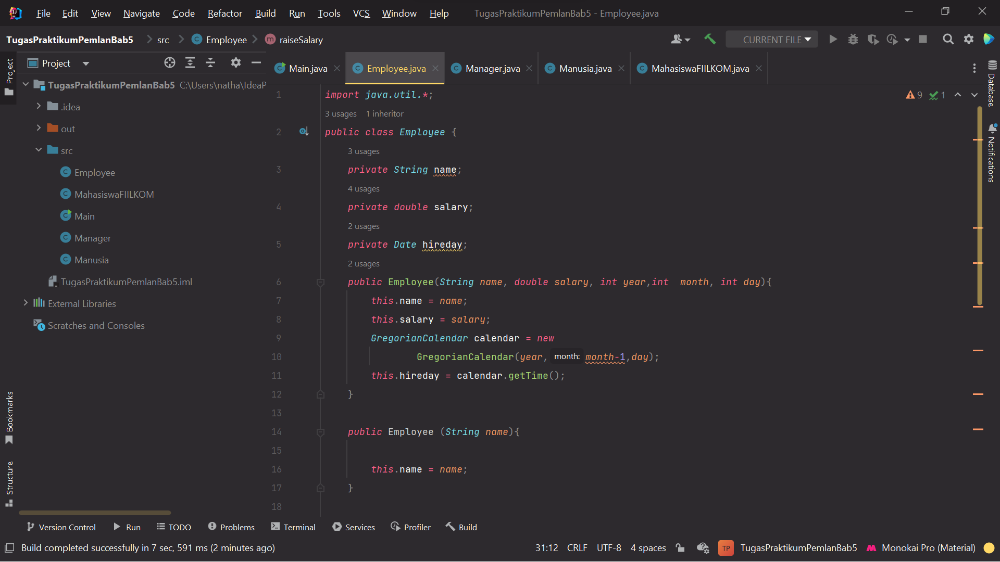 File Edit View Navigate Code Refactor Build Run Tools VCS Window Help TugasPraktikumPemlanBab5 - Employee.java
TugasPraktikumPemlanBab5 src Employee raiseSalary CURRENT FILE
Project
Project
TugasPraktikumPemlanBab5 C:\Users\natha\IdeaP
.idea
out
src
Employee
MahasiswaFIILKOM
Main
Manager
Manusia
TugasPraktikumPemlanBab5.iml
External Libraries
Scratches and Consoles
Bookmarks
Structure
Main.java Employee.java Manager.java Manusia.java MahasiswaFIILKOM.java
9 1
1 import java.util.*;
3 usages 1 inheritor
2 public class Employee {
3 usages
3 private String name;
4 usages
4 private double salary;
2 usages
5 private Date hireday;
2 usages
6 public Employee(String name, double salary, int year,int  month, int day){
7 this.name = name;
8 this.salary = salary;
9 GregorianCalendar calendar = new
10 GregorianCalendar(year, month: month-1,day);
11 this.hireday = calendar.getTime();
12 }
13
14 public Employee (String name){
15
16 this.name = name;
17 }
18
Database
Notifications
Version Control Run TODO Problems Terminal Services Profiler Build
Build completed successfully in 7 sec, 591 ms (2 minutes ago) 31:12 CRLF UTF-8 4 spaces TP TugasPraktikumPemlanBab5 Monokai Pro (Material)